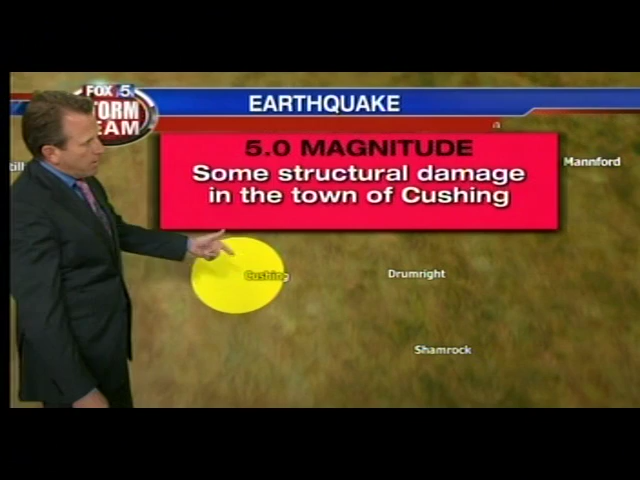 FOX 5
STORM
TEAM
EARTHQUAKE
5.0 MAGNITUDE
Some structural damage
in the town of Cushing
Mannford
Cushing
Drumright
Shamrock